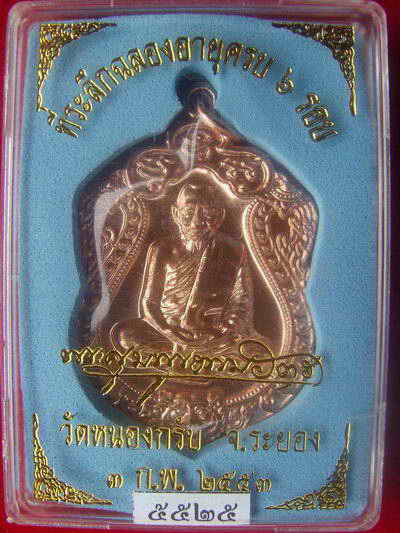 ที่ระลึกฉลองอายุครบ ๖ รอบ
วัดหนองกรับ จ.ระยอง
๓ ก.พ. ๒๕๕๓
๕๕๒๕